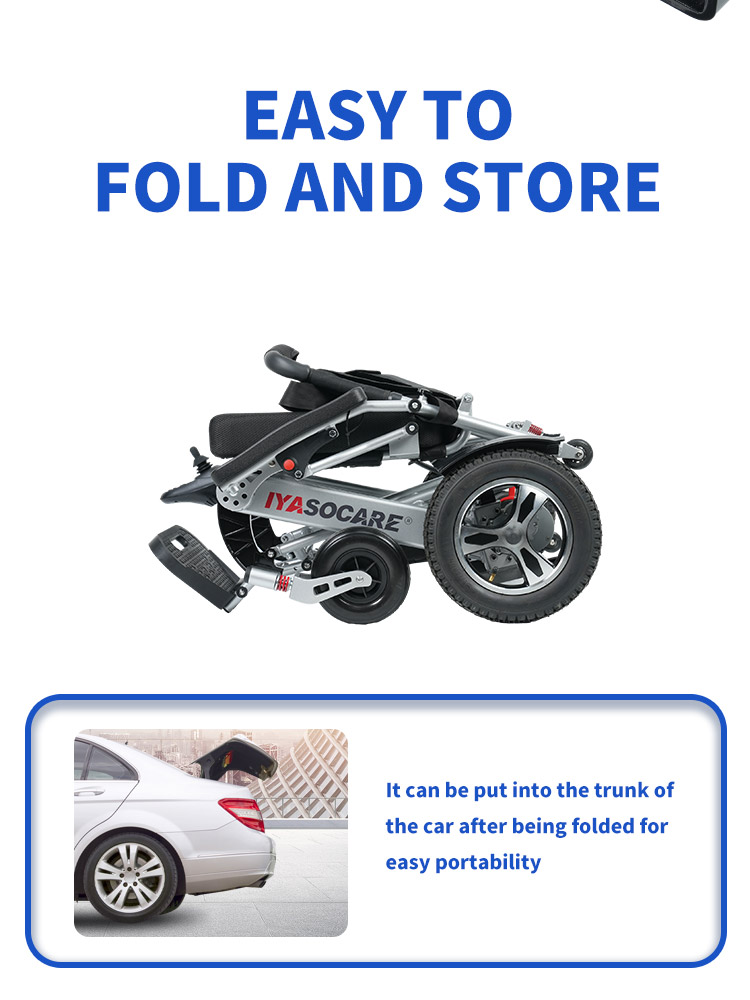 EASY TO
FOLD AND STORE
IYASOCARE®
It can be put into the trunk of
the car after being folded for
easy portability